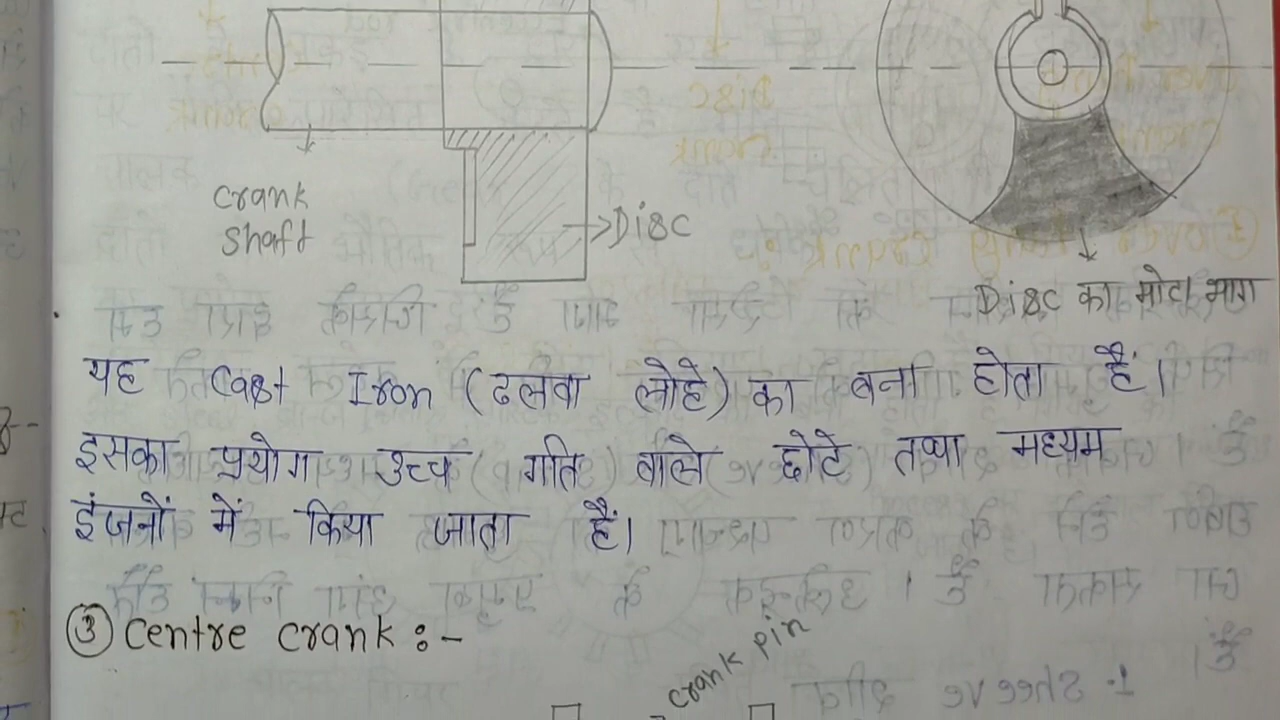 crank
shaft
Disc
Disc का मोटा भाग
यह Cast Iron (ढलवा लोहे) का बना होता हैं।
इसका प्रयोग उच्च गति वाले छोटे तथा मध्यम
इंजनों में किया जाता हैं।
③ Centre crank :-
crank pin